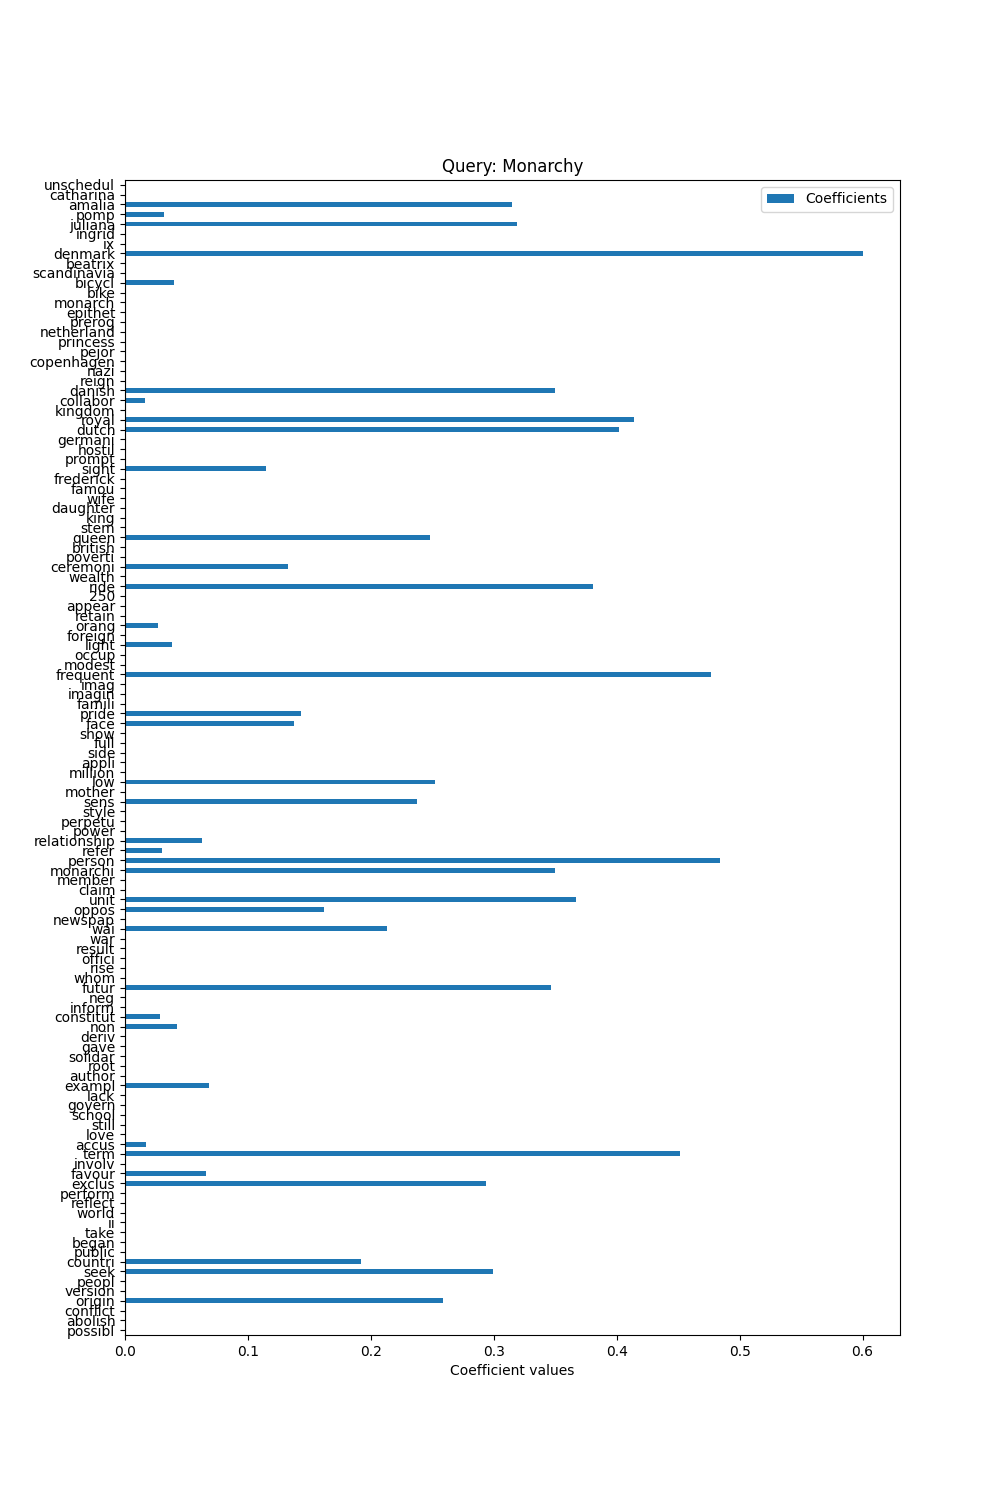 Query: Monarchy
Coefficients
unschedul
catharina
amalia
pomp
juliana
ingrid
ix
denmark
beatrix
scandinavia
bicycl
bike
monarch
epithet
prerog
netherland
princess
pejor
copenhagen
nazi
reign
danish
collabor
kingdom
royal
dutch
germani
hostil
prompt
sight
frederick
famou
wife
daughter
king
stem
queen
british
poverti
ceremoni
wealth
ride
250
appear
retain
orang
foreign
light
occup
modest
frequent
imag
imagin
famili
pride
face
show
full
side
appli
million
low
mother
sens
style
perpetu
power
relationship
refer
person
monarchi
member
claim
unit
oppos
newspap
wai
war
result
offici
rise
whom
futur
neg
inform
constitut
non
deriv
gave
solidar
root
author
exampl
lack
govern
school
still
love
accus
term
involv
favour
exclus
perform
reflect
world
ii
take
began
public
countri
seek
peopl
version
origin
conflict
abolish
possibl
0.0 0.1 0.2 0.3 0.4 0.5 0.6
Coefficient values